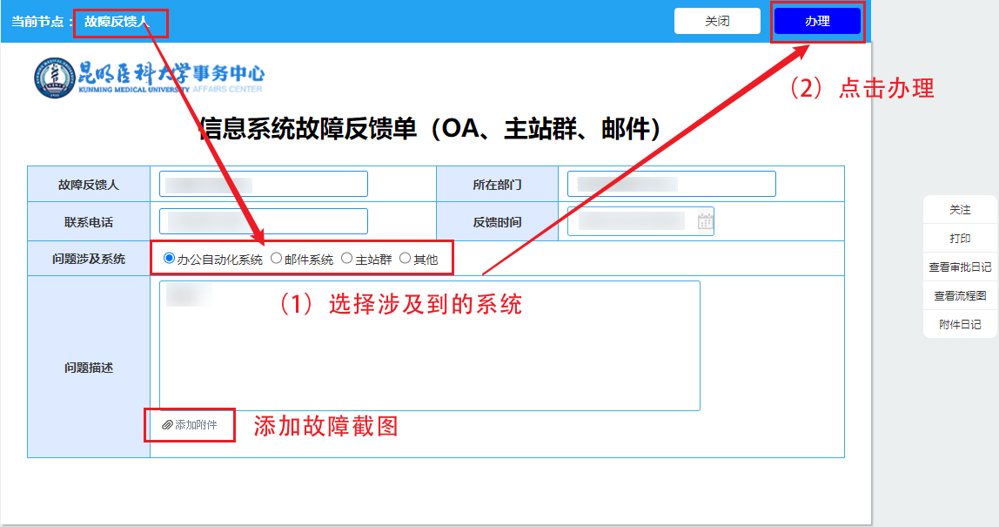 当前节点： 故障反馈人 关闭 办理
昆明医科大学事务中心
KUNMING MEDICAL UNIVERSITY AFFAIRS CENTER
（2）点击办理
信息系统故障反馈单（OA、主站群、邮件）
故障反馈人 所在部门
联系电话 反馈时间
问题涉及系统 办公自动化系统 邮件系统 主站群 其他
（1）选择涉及到的系统
问题描述
添加附件 添加故障截图
关注
打印
查看审批日记
查看流程图
附件日记